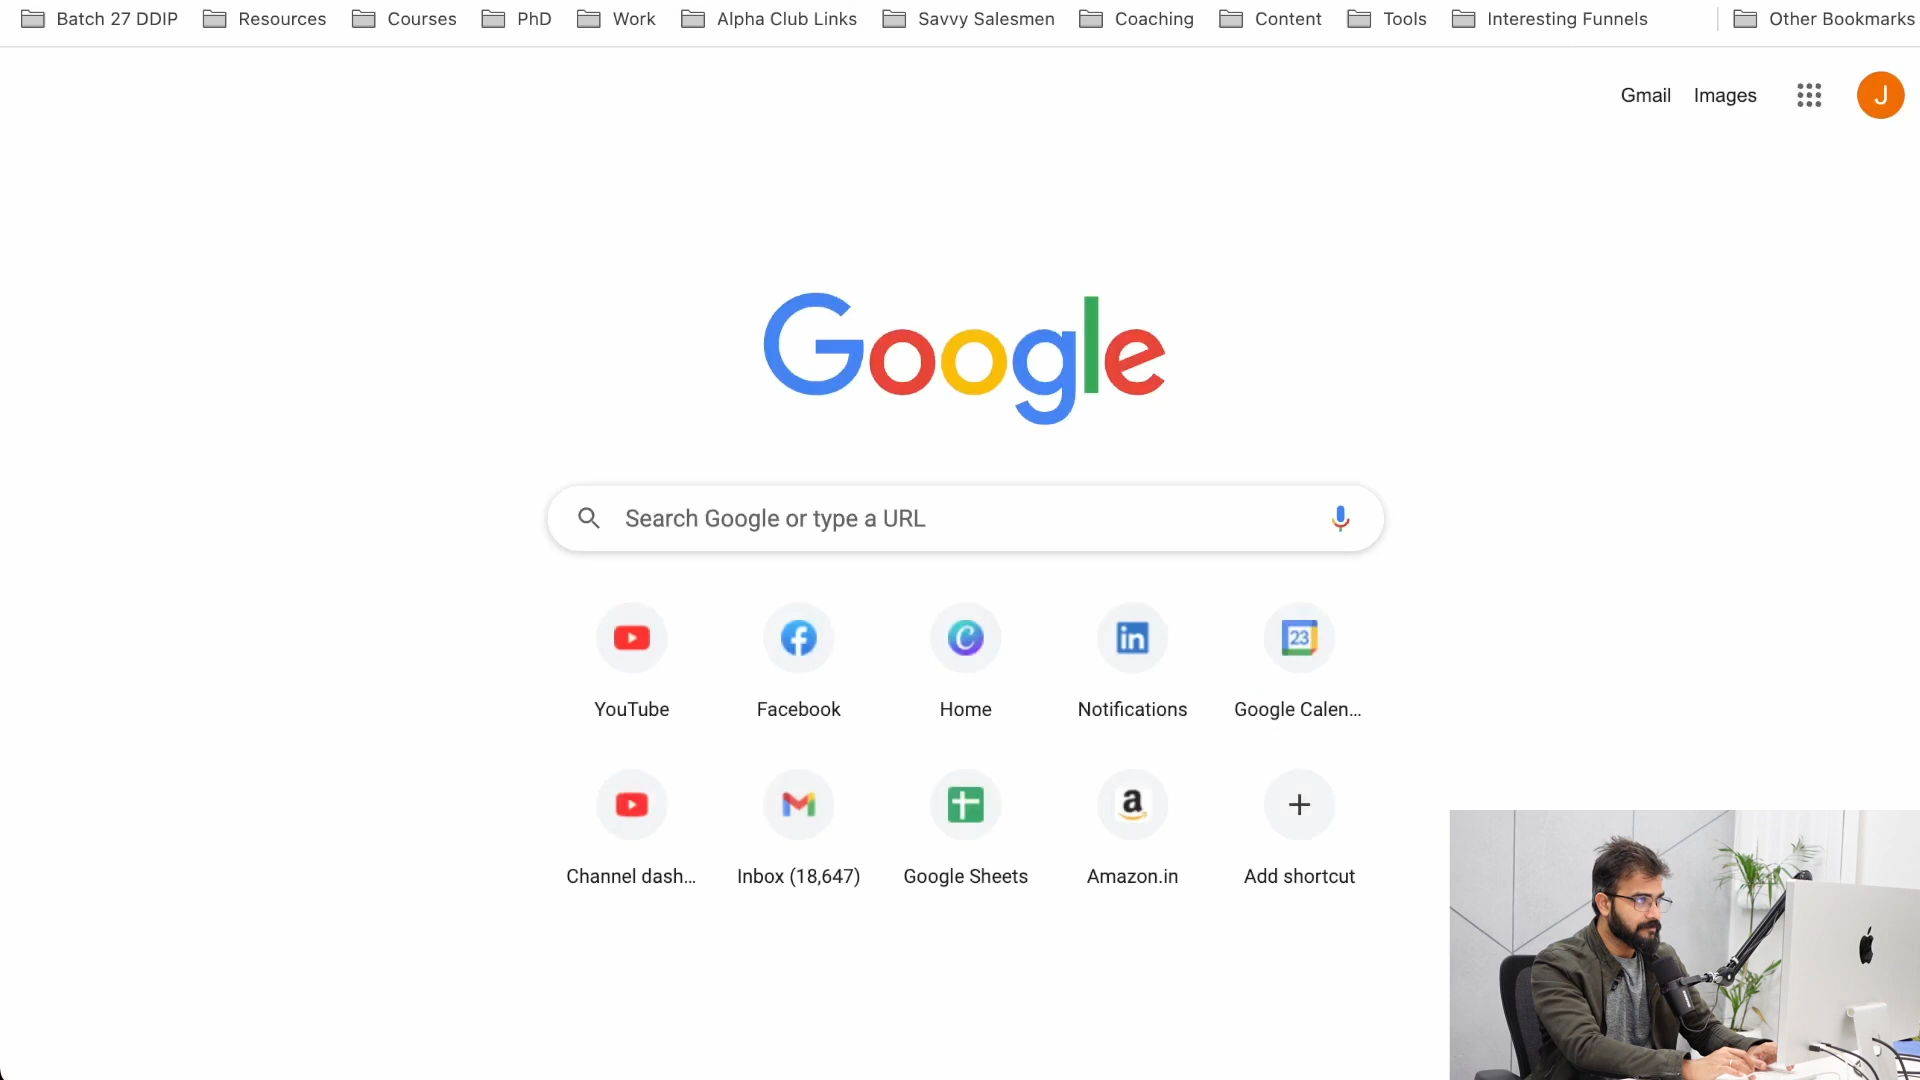 Batch 27 DDIP Resources Courses PhD Work Alpha Club Links Savvy Salesmen Coaching Content Tools Interesting Funnels Other Bookmarks
Gmail Images J
Google
Search Google or type a URL
23
YouTube Facebook Home Notifications Google Calen...
Channel dash... Inbox (18,647) Google Sheets Amazon.in Add shortcut